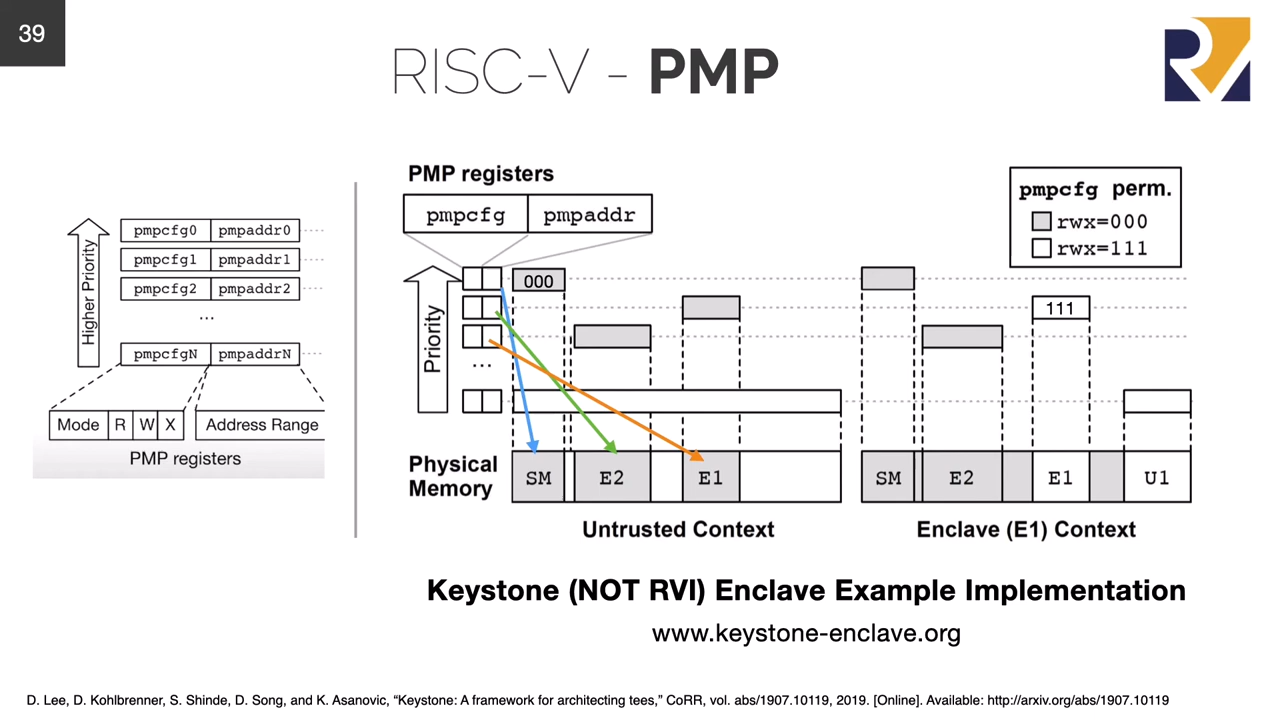 39
RISC-V - PMP
pmpcfg0 pmpaddr0
pmpcfg1 pmpaddr1
pmpcfg2 pmpaddr2
...
pmpcfgN pmpaddrN
Higher Priority
Mode R W X Address Range
PMP registers
PMP registers
pmpcfg pmpaddr
pmpcfg perm.
rwx=000
rwx=111
000
111
Priority
...
Physical
Memory
SM E2 E1
SM E2 E1 U1
Untrusted Context
Enclave (E1) Context
Keystone (NOT RVI) Enclave Example Implementation
www.keystone-enclave.org
D. Lee, D. Kohlbrenner, S. Shinde, D. Song, and K. Asanovic, “Keystone: A framework for architecting tees,” CoRR, vol. abs/1907.10119, 2019. [Online]. Available: http://arxiv.org/abs/1907.10119